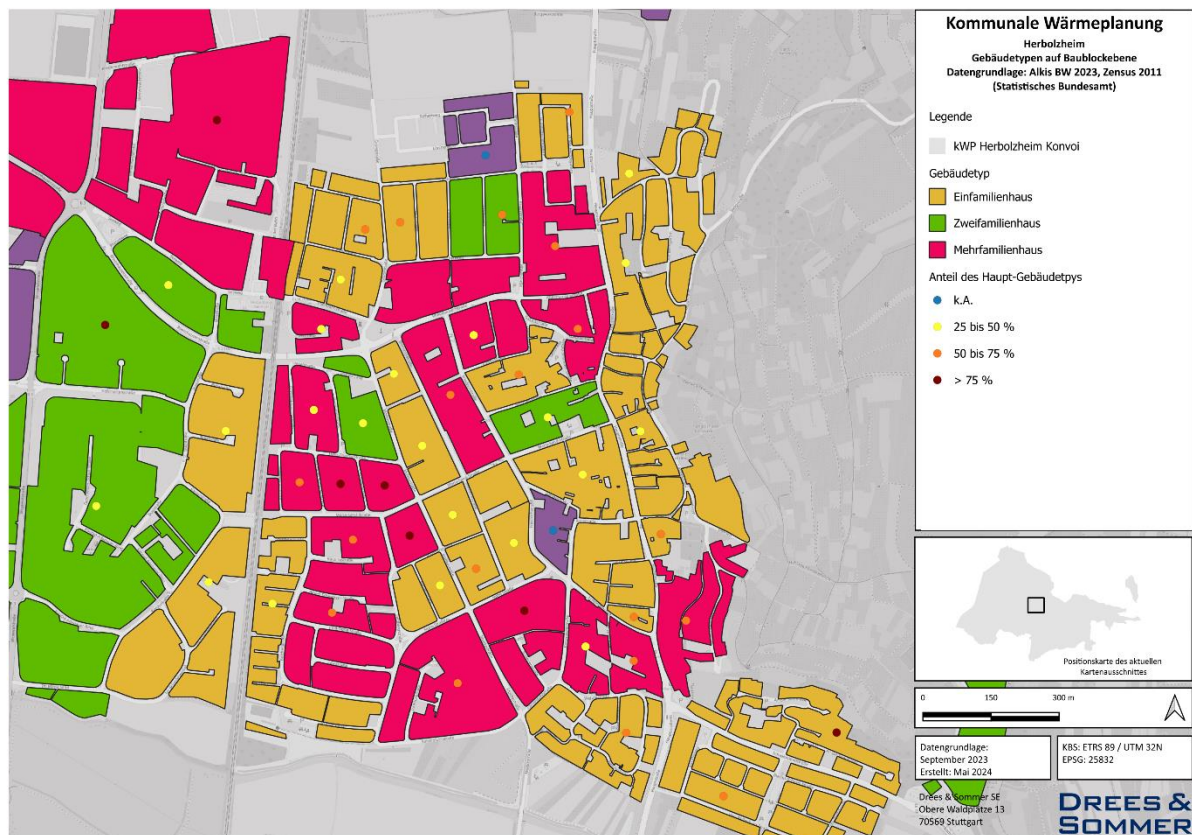 Kommunale Wärmeplanung
Herbolzheim
Gebäudetypen auf Baublockebene
Datengrundlage: Alkis BW 2023, Zensus 2011
(Statistisches Bundesamt)
Legende
kWP Herbolzheim Konvoi
Gebäudetyp
Einfamilienhaus
Zweifamilienhaus
Mehrfamilienhaus
Anteil des Haupt-Gebäudetpys
k.A.
25 bis 50 %
50 bis 75 %
> 75 %
Positionskarte des aktuellen
Kartenausschnittes
0 150 300 m
Datengrundlage:
September 2023
Erstellt: Mai 2024
KBS: ETRS 89 / UTM 32N
EPSG: 25832
Drees & Sommer SE
Obere Waldplätze 13
70569 Stuttgart
DREES &
SOMMER